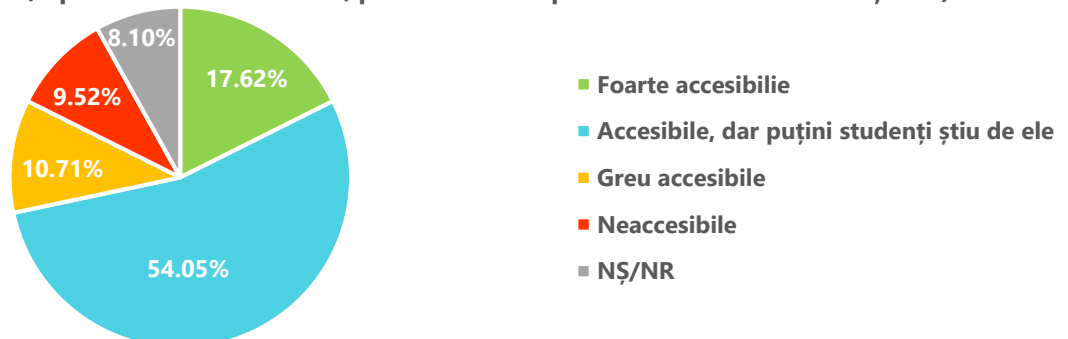 8.10%
17.62%
9.52%
10.71%
54.05%
Foarte accesibilie
Accesibile, dar puțini studenți știu de ele
Greu accesibile
Neaccesibile
NȘ/NR